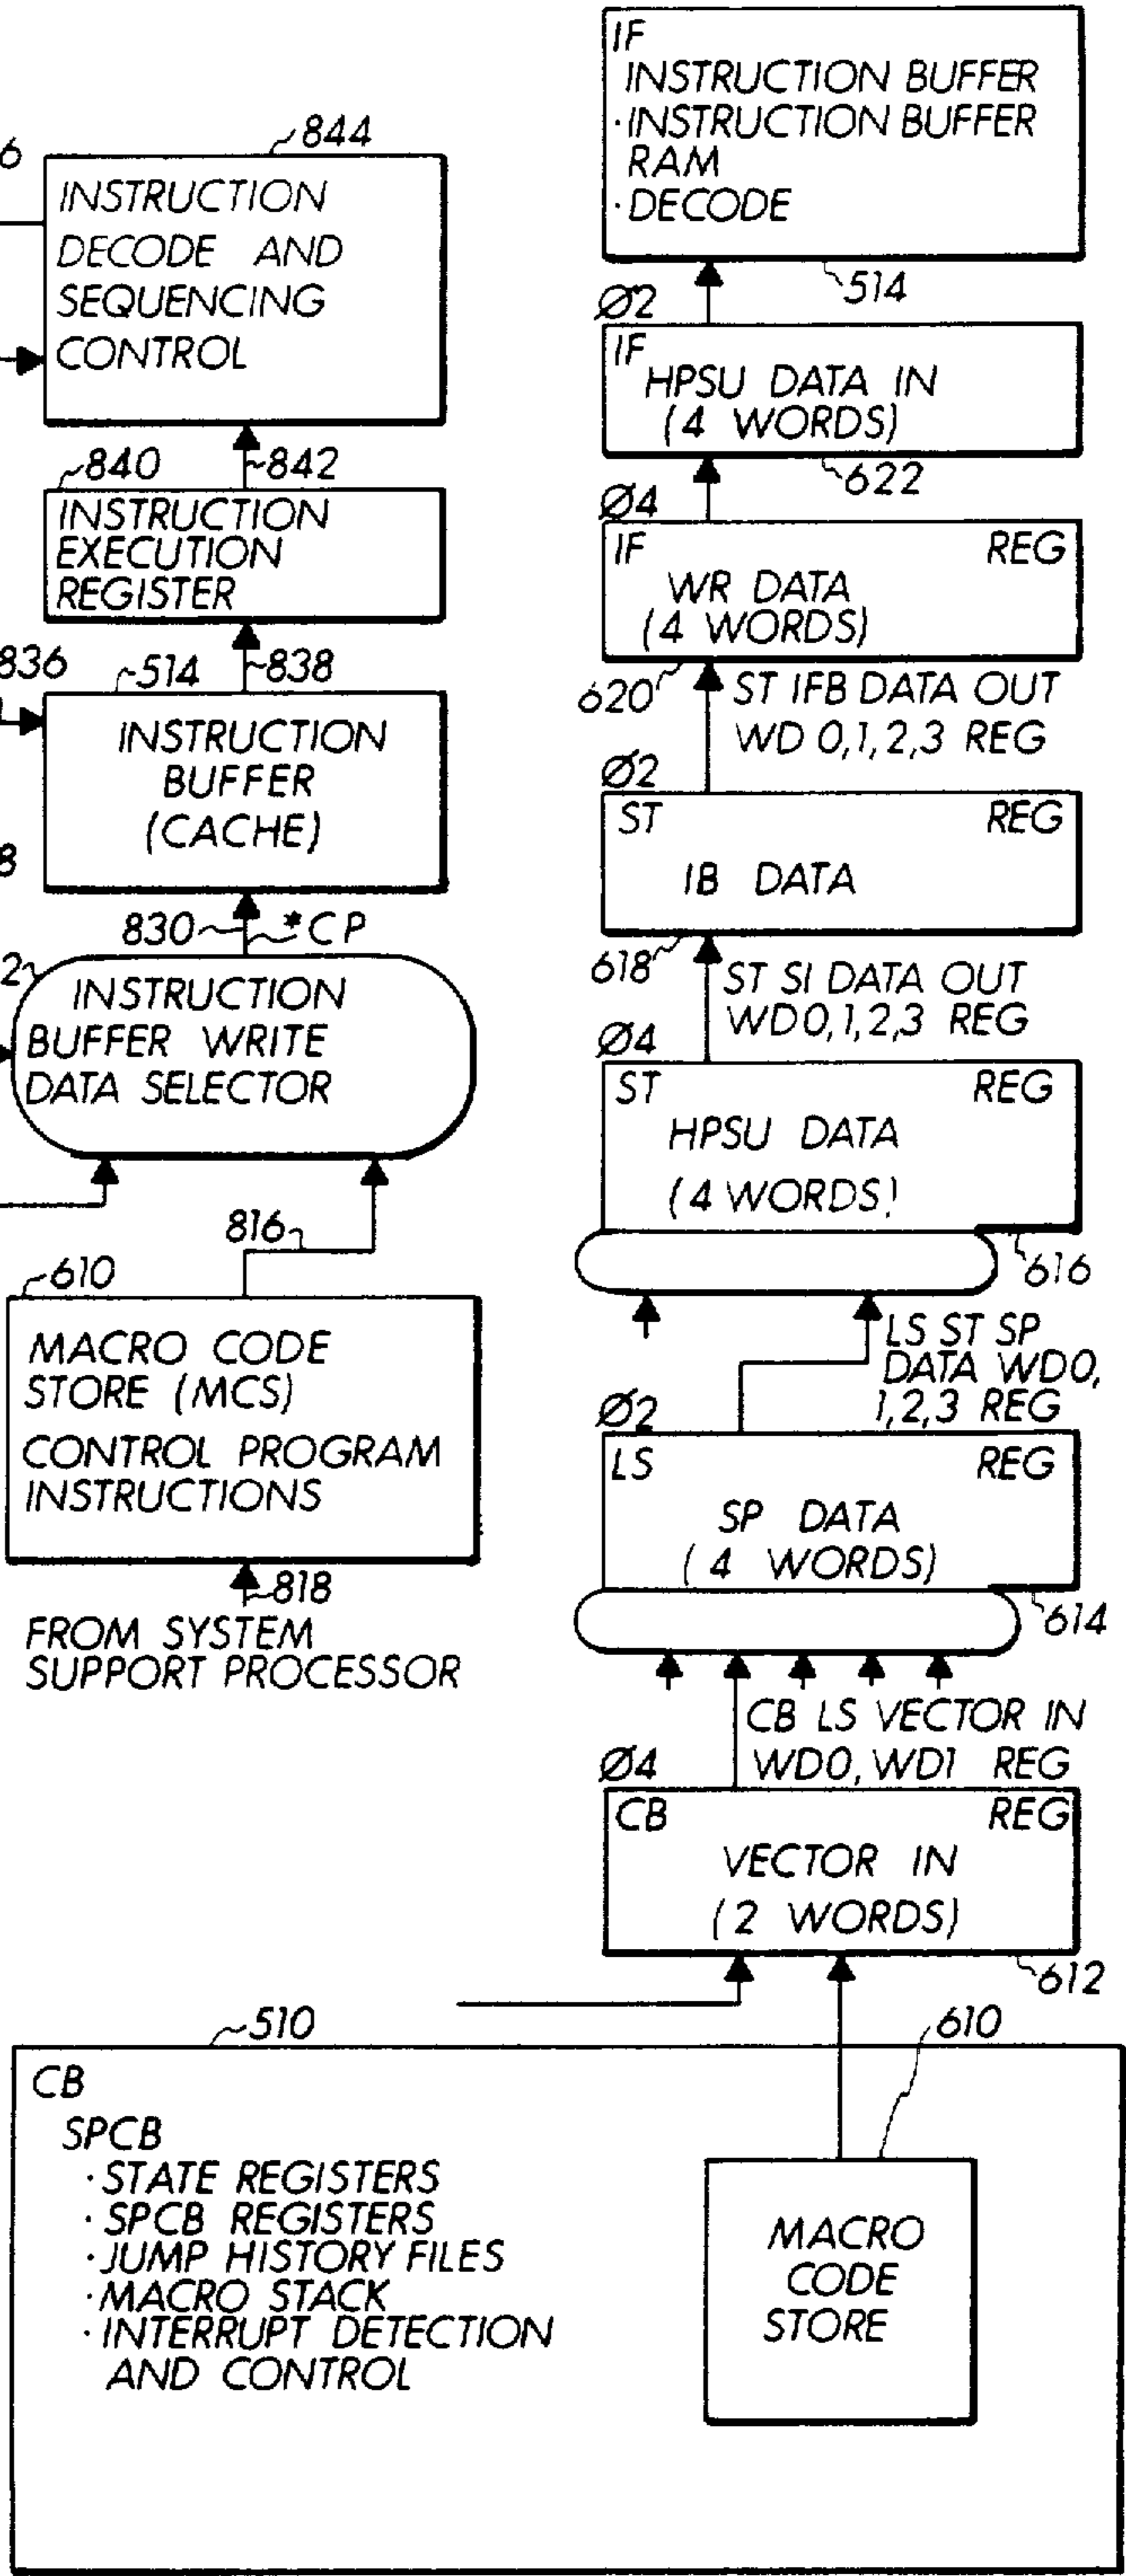 6
844
INSTRUCTION
DECODE AND
SEQUENCING
CONTROL
840
842
INSTRUCTION
EXECUTION
REGISTER
836
514
838
INSTRUCTION
BUFFER
(CACHE)
8
830
*CP
2
INSTRUCTION
BUFFER WRITE
DATA SELECTOR
816
610
MACRO CODE
STORE (MCS)
CONTROL PROGRAM
INSTRUCTIONS
818
FROM SYSTEM
SUPPORT PROCESSOR
IF
INSTRUCTION BUFFER
·INSTRUCTION BUFFER
RAM
·DECODE
514
Ø2
IF
HPSU DATA IN
(4 WORDS)
622
Ø4
IF REG
WR DATA
(4 WORDS)
620
ST IFB DATA OUT
WD 0,1,2,3 REG
Ø2
ST REG
IB DATA
618
ST SI DATA OUT
WD0,1,2,3 REG
Ø4
ST REG
HPSU DATA
(4 WORDS)
616
LS ST SP
DATA WD0,
1,2,3 REG
Ø2
LS REG
SP DATA
(4 WORDS)
614
CB LS VECTOR IN
WD0, WD1 REG
Ø4
CB REG
VECTOR IN
(2 WORDS)
612
510
610
CB
SPCB
·STATE REGISTERS
·SPCB REGISTERS
·JUMP HISTORY FILES
·MACRO STACK
·INTERRUPT DETECTION
AND CONTROL
MACRO
CODE
STORE